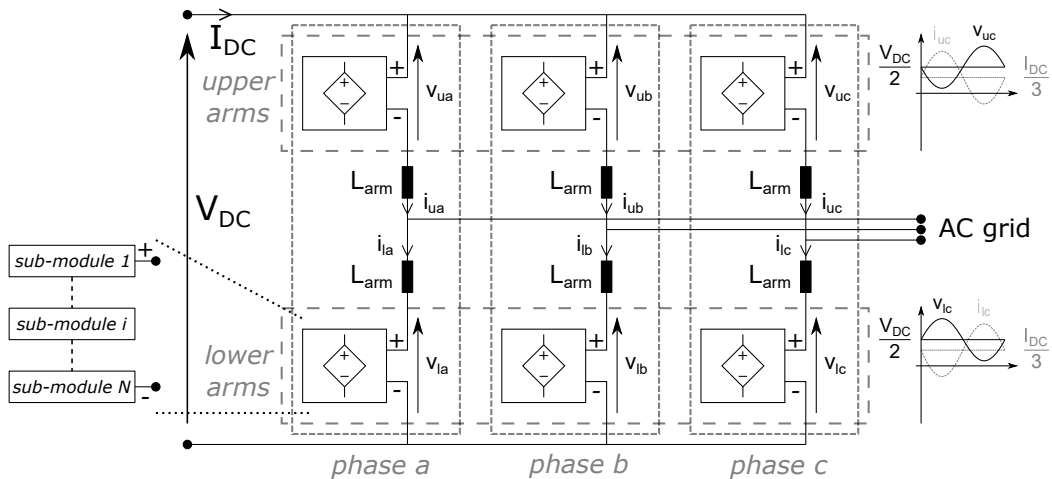 I_DC
upper
arms
+
-
v_ua
+
-
v_ub
+
-
v_uc
+
−
+
−
+
−
i_uc
v_uc
V_DC
2
I_DC
3
L_arm
L_arm
L_arm
i_ua
i_ub
i_uc
V_DC
AC grid
i_la
i_lb
i_lc
L_arm
L_arm
L_arm
sub-module 1
+
sub-module i
sub-module N
-
lower
arms
+
-
v_la
+
-
v_lb
+
-
v_lc
+
−
+
−
+
−
v_lc
i_lc
V_DC
2
I_DC
3
phase a
phase b
phase c